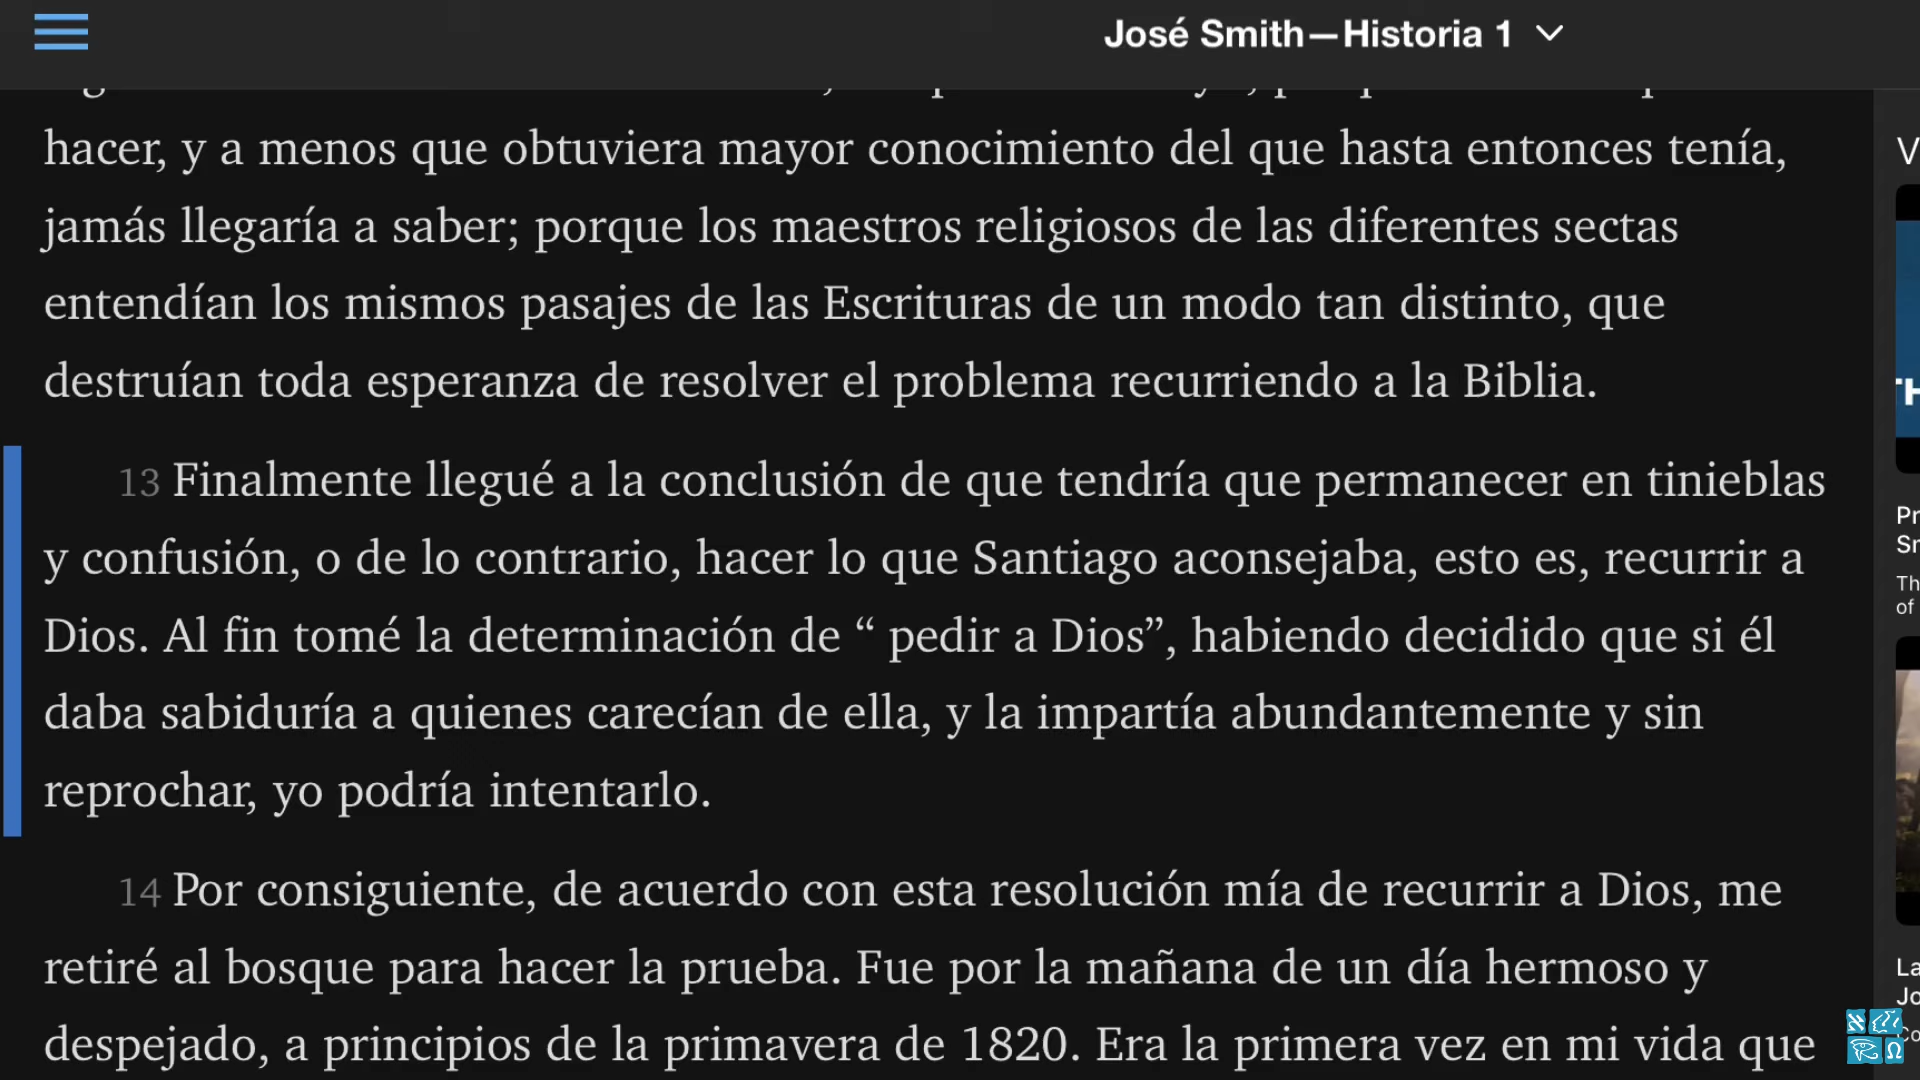 José Smith—Historia 1
hacer, y a menos que obtuviera mayor conocimiento del que hasta entonces tenía,
jamás llegaría a saber; porque los maestros religiosos de las diferentes sectas
entendían los mismos pasajes de las Escrituras de un modo tan distinto, que
destruían toda esperanza de resolver el problema recurriendo a la Biblia.
13 Finalmente llegué a la conclusión de que tendría que permanecer en tinieblas
y confusión, o de lo contrario, hacer lo que Santiago aconsejaba, esto es, recurrir a
Dios. Al fin tomé la determinación de “ pedir a Dios”, habiendo decidido que si él
daba sabiduría a quienes carecían de ella, y la impartía abundantemente y sin
reprochar, yo podría intentarlo.
14 Por consiguiente, de acuerdo con esta resolución mía de recurrir a Dios, me
retiré al bosque para hacer la prueba. Fue por la mañana de un día hermoso y
despejado, a principios de la primavera de 1820. Era la primera vez en mi vida que
V
Pr
Th
of
La